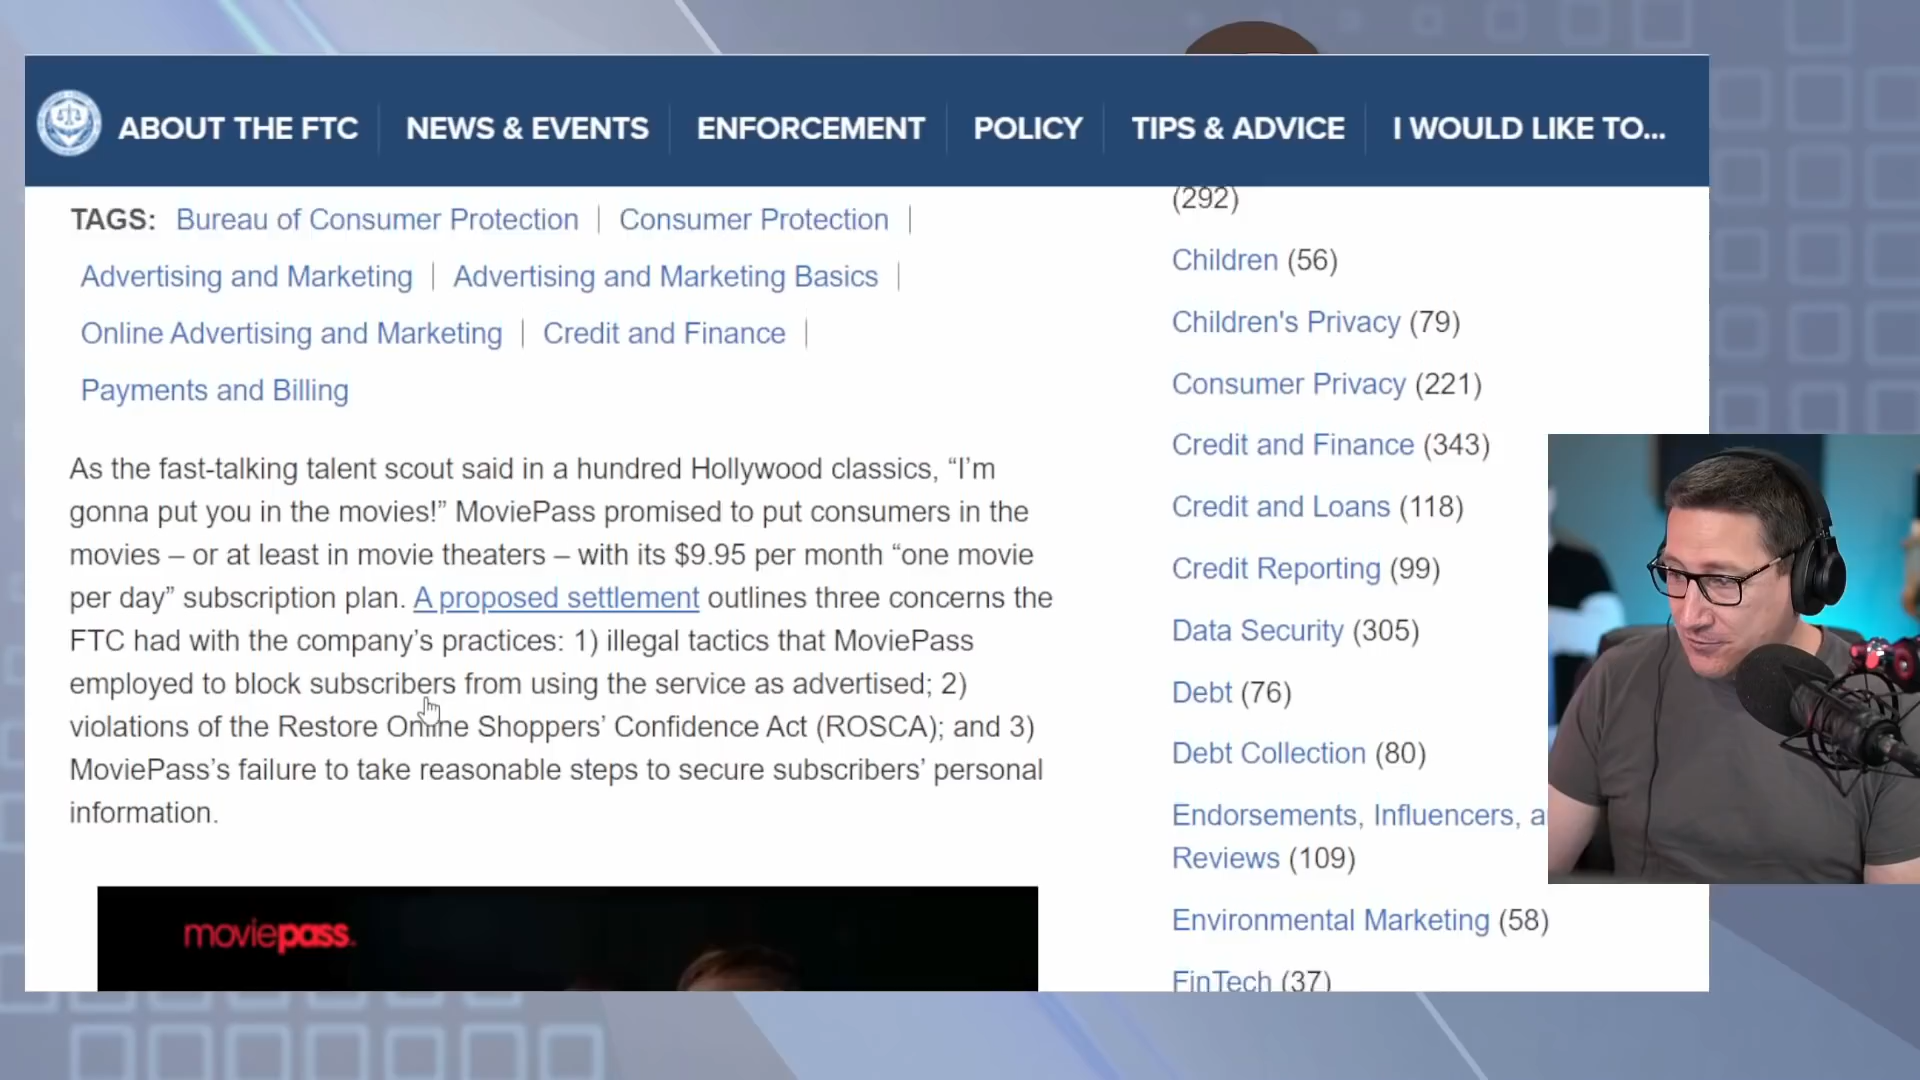 ABOUT THE FTC NEWS & EVENTS ENFORCEMENT POLICY TIPS & ADVICE I WOULD LIKE TO...
TAGS: Bureau of Consumer Protection | Consumer Protection |
Advertising and Marketing | Advertising and Marketing Basics |
Online Advertising and Marketing | Credit and Finance |
Payments and Billing
As the fast-talking talent scout said in a hundred Hollywood classics, “I’m
gonna put you in the movies!” MoviePass promised to put consumers in the
movies – or at least in movie theaters – with its $9.95 per month “one movie
per day” subscription plan. A proposed settlement outlines three concerns the
FTC had with the company’s practices: 1) illegal tactics that MoviePass
employed to block subscribers from using the service as advertised; 2)
violations of the Restore Online Shoppers’ Confidence Act (ROSCA); and 3)
MoviePass’s failure to take reasonable steps to secure subscribers’ personal
information.
moviepass.
(292)
Children (56)
Children's Privacy (79)
Consumer Privacy (221)
Credit and Finance (343)
Credit and Loans (118)
Credit Reporting (99)
Data Security (305)
Debt (76)
Debt Collection (80)
Endorsements, Influencers, a
Reviews (109)
Environmental Marketing (58)
FinTech (37)